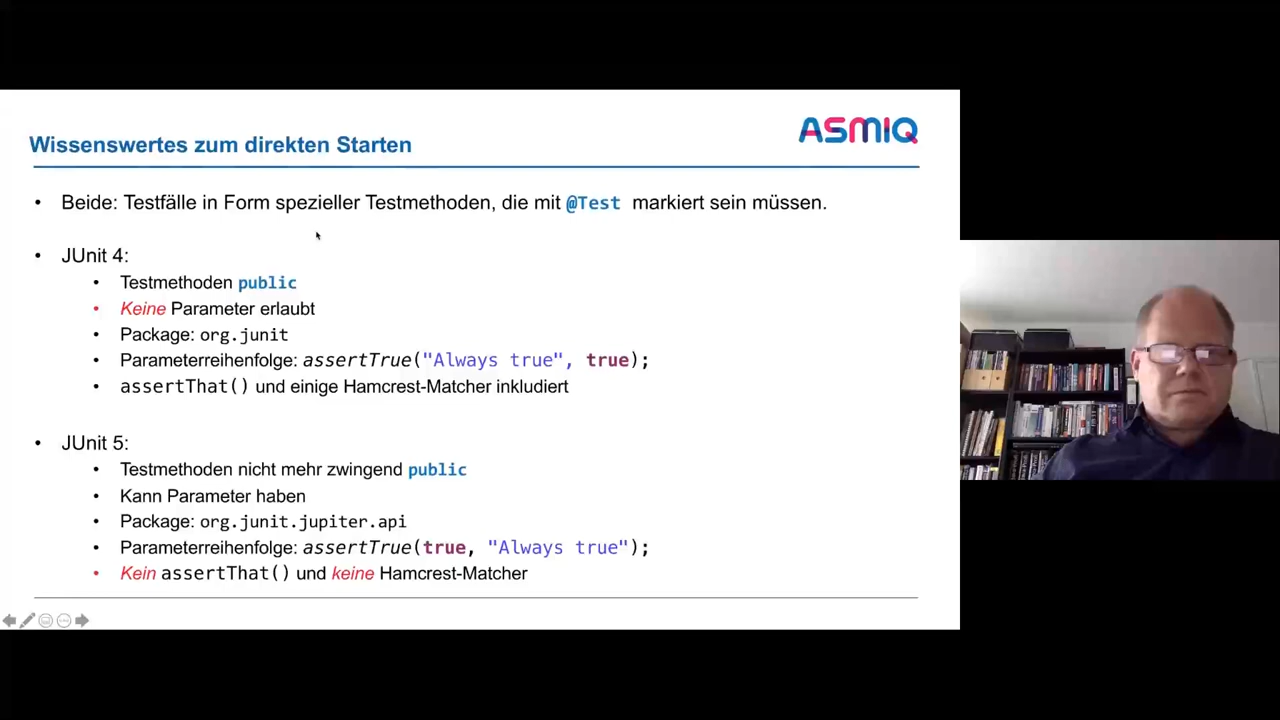 Wissenswertes zum direkten Starten
ASMIQ
• Beide: Testfälle in Form spezieller Testmethoden, die mit @Test markiert sein müssen.
• JUnit 4:
• Testmethoden public
• Keine Parameter erlaubt
• Package: org.junit
• Parameterreihenfolge: assertTrue("Always true", true);
• assertThat() und einige Hamcrest-Matcher inkludiert
• JUnit 5:
• Testmethoden nicht mehr zwingend public
• Kann Parameter haben
• Package: org.junit.jupiter.api
• Parameterreihenfolge: assertTrue(true, "Always true");
• Kein assertThat() und keine Hamcrest-Matcher